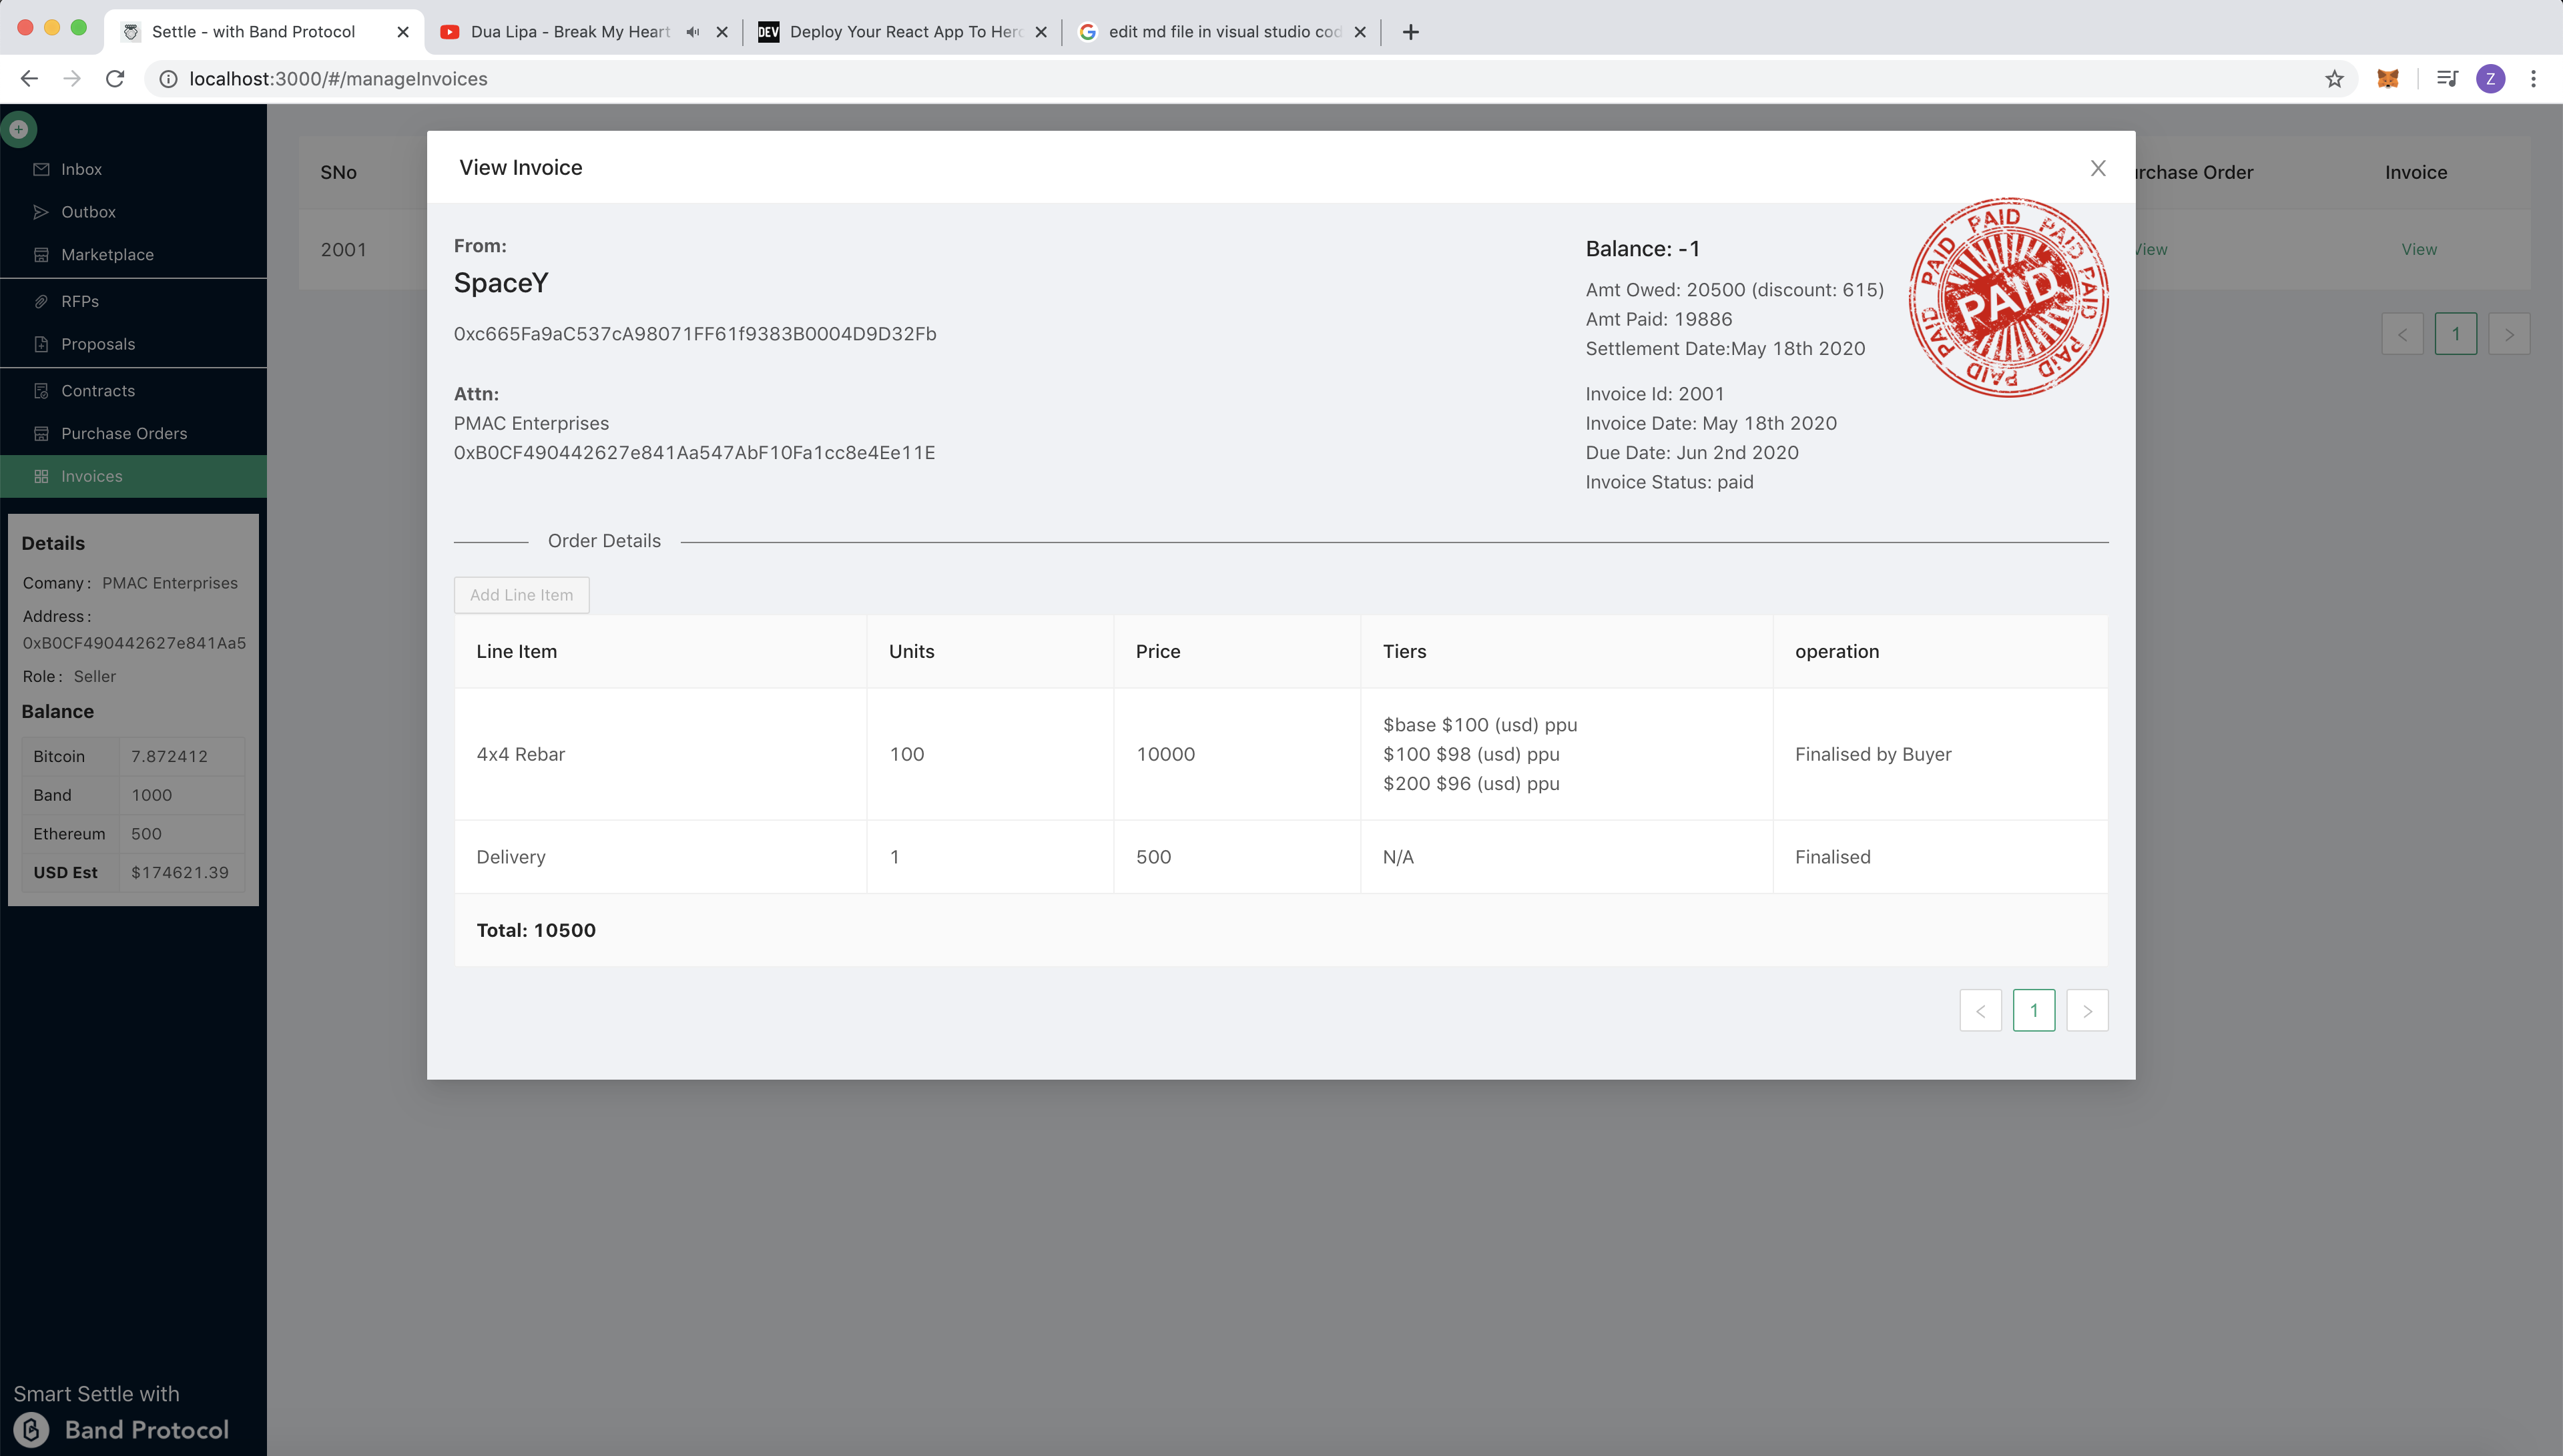 Settle - with Band Protocol
Dua Lipa - Break My Heart
DEV
Deploy Your React App To Her
edit md file in visual studio cod
localhost:3000/#/manageInvoices
Z
Inbox
Outbox
Marketplace
RFPs
Proposals
Contracts
Purchase Orders
Invoices
Details
Comany : PMAC Enterprises
Address :
0xB0CF490442627e841Aa5
Role : Seller
Balance
Bitcoin 7.872412
Band 1000
Ethereum 500
USD Est $174621.39
Smart Settle with
Band Protocol
SNo
rchase Order
Invoice
2001
View
View
1
View Invoice
From:
SpaceY
0xc665Fa9aC537cA98071FF61f9383B0004D9D32Fb
Attn:
PMAC Enterprises
0xB0CF490442627e841Aa547AbF10Fa1cc8e4Ee11E
Balance: -1
Amt Owed: 20500 (discount: 615)
Amt Paid: 19886
Settlement Date:May 18th 2020
Invoice Id: 2001
Invoice Date: May 18th 2020
Due Date: Jun 2nd 2020
Invoice Status: paid
PAID PAID PAID PAID PAID PAID PAID PAID
PAID
Order Details
Add Line Item
Line Item Units Price Tiers operation
$base $100 (usd) ppu
4x4 Rebar 100 10000 $100 $98 (usd) ppu Finalised by Buyer
$200 $96 (usd) ppu
Delivery 1 500 N/A Finalised
Total: 10500
1